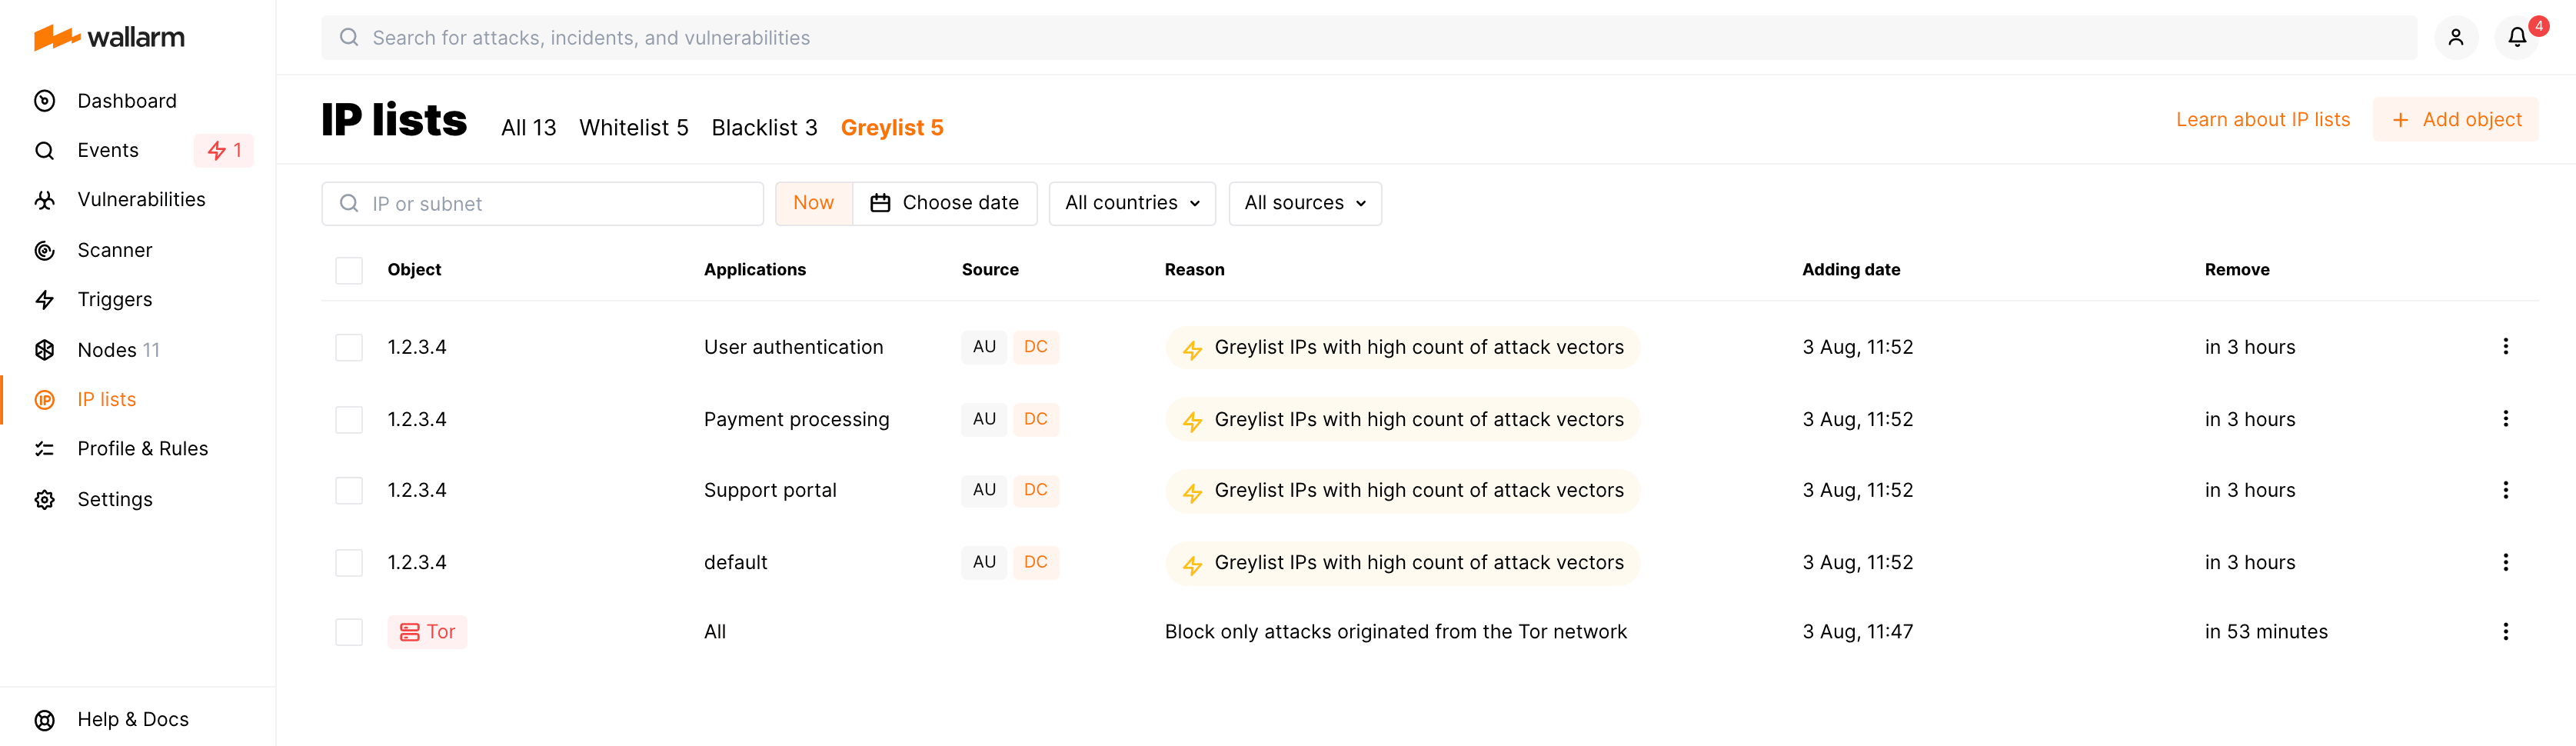 wallarm
Search for attacks, incidents, and vulnerabilities
4
Dashboard
Events 1
Vulnerabilities
Scanner
Triggers
Nodes 11
IP lists
Profile & Rules
Settings
Help & Docs
IP lists All 13 Whitelist 5 Blacklist 3 Greylist 5 Learn about IP lists + Add object
IP or subnet Now Choose date All countries All sources
Object Applications Source Reason Adding date Remove
1.2.3.4 User authentication AU DC Greylist IPs with high count of attack vectors 3 Aug, 11:52 in 3 hours
1.2.3.4 Payment processing AU DC Greylist IPs with high count of attack vectors 3 Aug, 11:52 in 3 hours
1.2.3.4 Support portal AU DC Greylist IPs with high count of attack vectors 3 Aug, 11:52 in 3 hours
1.2.3.4 default AU DC Greylist IPs with high count of attack vectors 3 Aug, 11:52 in 3 hours
Tor All Block only attacks originated from the Tor network 3 Aug, 11:47 in 53 minutes